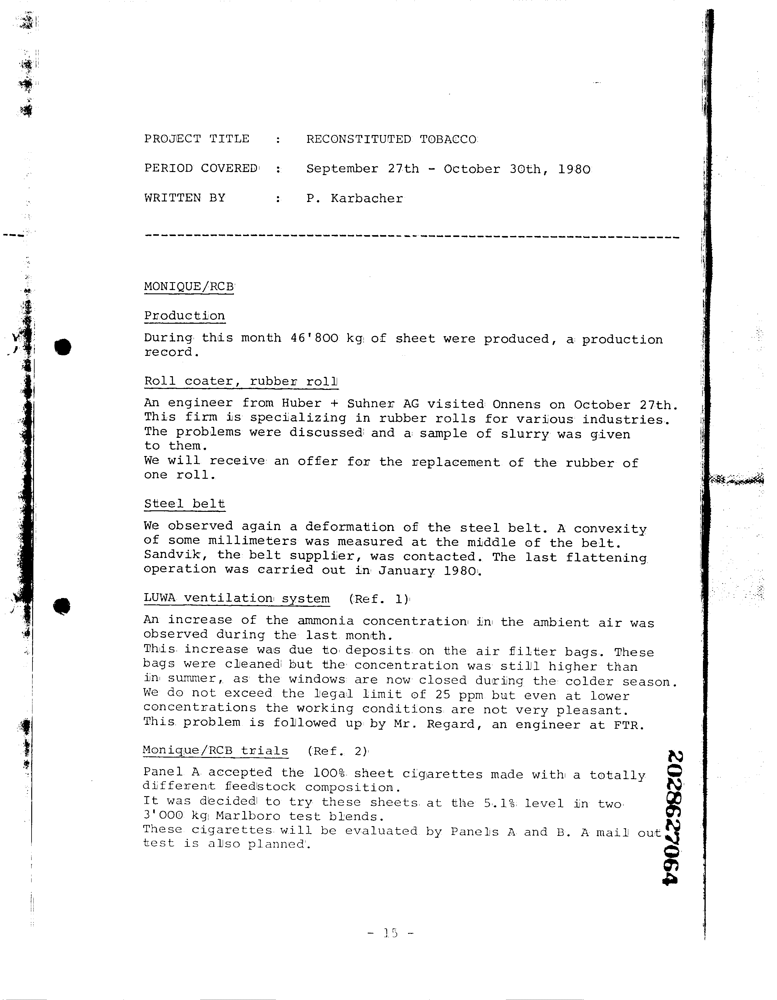 PROJECT TITLE : RECONSTITUTED TOBACCO
PERIOD COVERED : September 27th - October 30th, 1980
WRITTEN BY : P. Karbacher
MONIQUE/RCB
Production
During this month 46'800 kg of sheet were produced, a production
record.
Roll coater, rubber roll
An engineer from Huber + Suhner AG visited Onnens on October 27th.
This firm is specializing in rubber rolls for various industries.
The problems were discussed and a sample of slurry was given
to them.
We will receive an offer for the replacement of the rubber of
one roll.
Steel belt
We observed again a deformation of the steel belt. A convexity
of some millimeters was measured at the middle of the belt.
Sandvik, the belt supplier, was contacted. The last flattening
operation was carried out in January 1980.
LUWA ventilation system (Ref. 1)
An increase of the ammonia concentration in the ambient air was
observed during the last month.
This increase was due to deposits on the air filter bags. These
bags were cleaned but the concentration was still higher than
in summer, as the windows are now closed during the colder season.
We do not exceed the legal limit of 25 ppm but even at lower
concentrations the working conditions are not very pleasant.
This problem is followed up by Mr. Regard, an engineer at FTR.
Monique/RCB trials (Ref. 2)
Panel A accepted the 100% sheet cigarettes made with a totally
different feedstock composition.
It was decided to try these sheets at the 5.1% level in two
3'000 kg Marlboro test blends.
These cigarettes will be evaluated by Panels A and B. A mail out
test is also planned.
2028627064
- 15 -